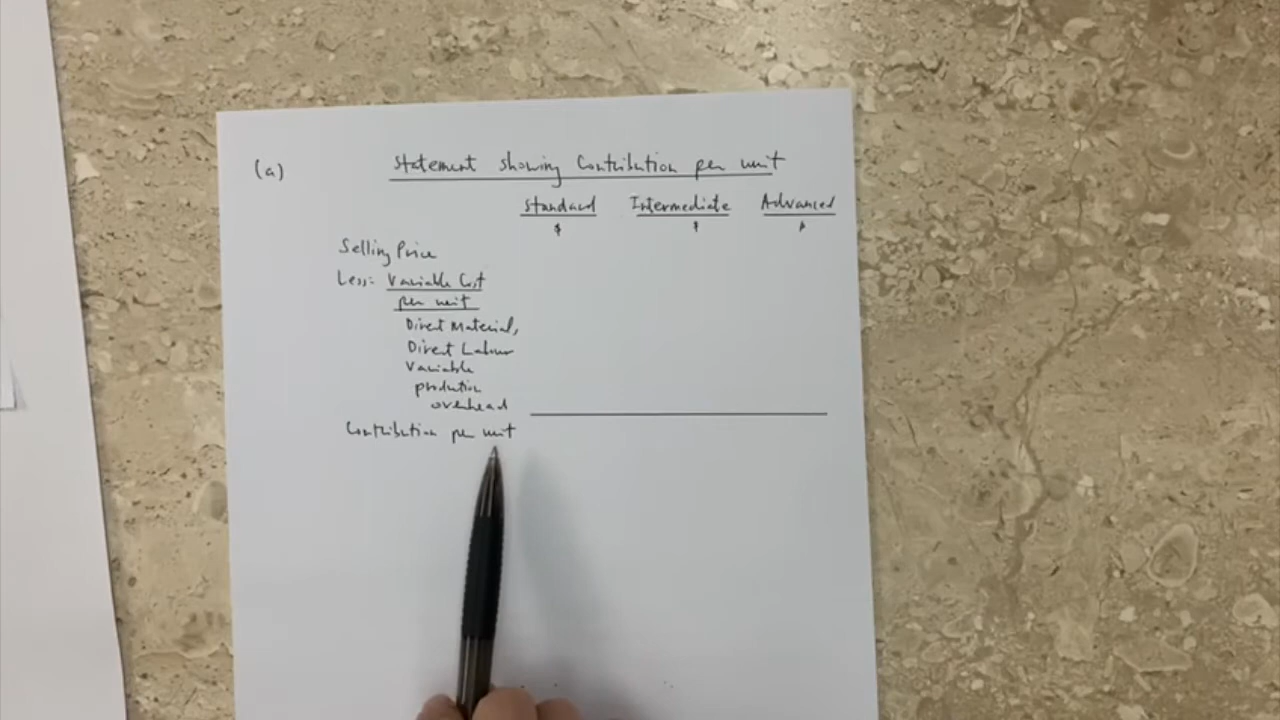 (a) Statement showing Contribution per unit
Standard Intermediate Advanced
$ $ $
Selling Price
Less: Variable Cost
per unit
Direct Material,
Direct Labour
Variable
production
overhead
Contribution per unit